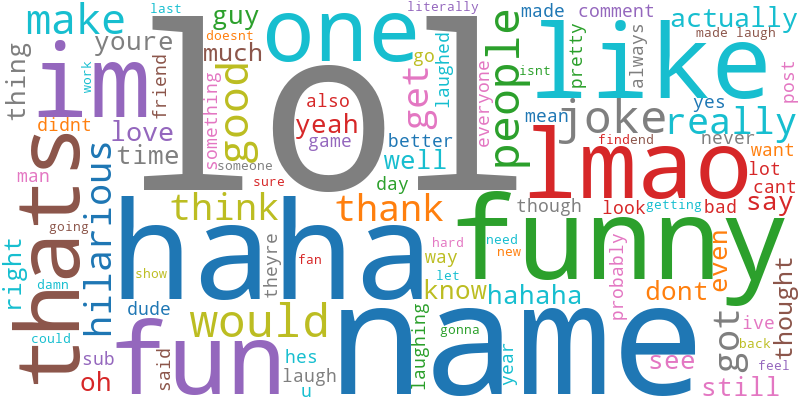 last
literally
made
comment
make
guy
one
actually
youre
much
like
made laugh
thing
im
friend
work
doesnt
good
something
lol
also
yeah
game
get
go
laughed
everyone
people
isnt
pretty
always
post
didnt
love
time
hilarious
someone
sure
better
well
day
mean
joke
yes
really
never
findend
want
lmao
lot
cant
say
man
thats
going
think
thank
though
look
getting
bad
haha
funny
right
damn
show
theyre
fan
hard
way
let
need
new
probably
even
thought
know
hahaha
dont
dude
would
could
sub
oh
fun
said
hes
laugh
u
name
laughing
gonna
year
see
got
ive
back
feel
still